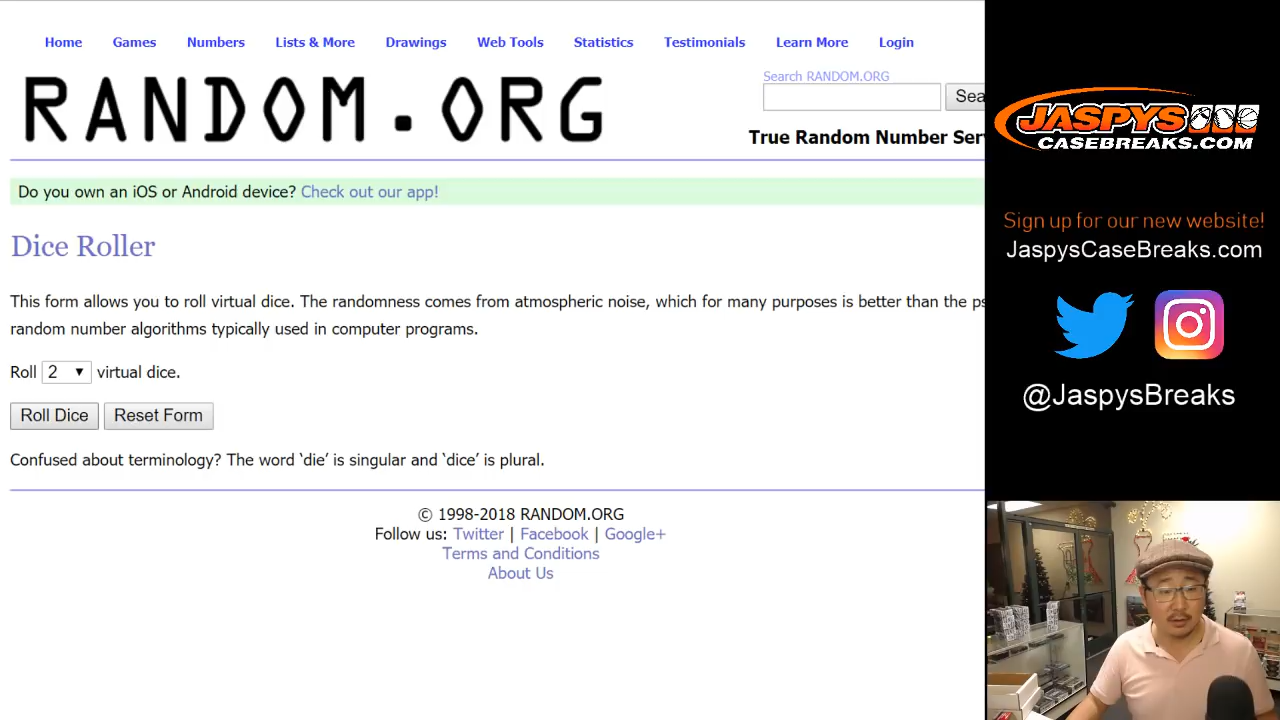 Home Games Numbers Lists & More Drawings Web Tools Statistics Testimonials Learn More Login
RANDOM.ORG
Search RANDOM.ORG
Sea
True Random Number Ser
Do you own an iOS or Android device? Check out our app!
Dice Roller
This form allows you to roll virtual dice. The randomness comes from atmospheric noise, which for many purposes is better than the ps
random number algorithms typically used in computer programs.
Roll 2 virtual dice.
Roll Dice Reset Form
Confused about terminology? The word ‘die’ is singular and ‘dice’ is plural.
© 1998-2018 RANDOM.ORG
Follow us: Twitter | Facebook | Google+
Terms and Conditions
About Us
JASPYS
CASEBREAKS.COM
Sign up for our new website!
JaspysCaseBreaks.com
@JaspysBreaks